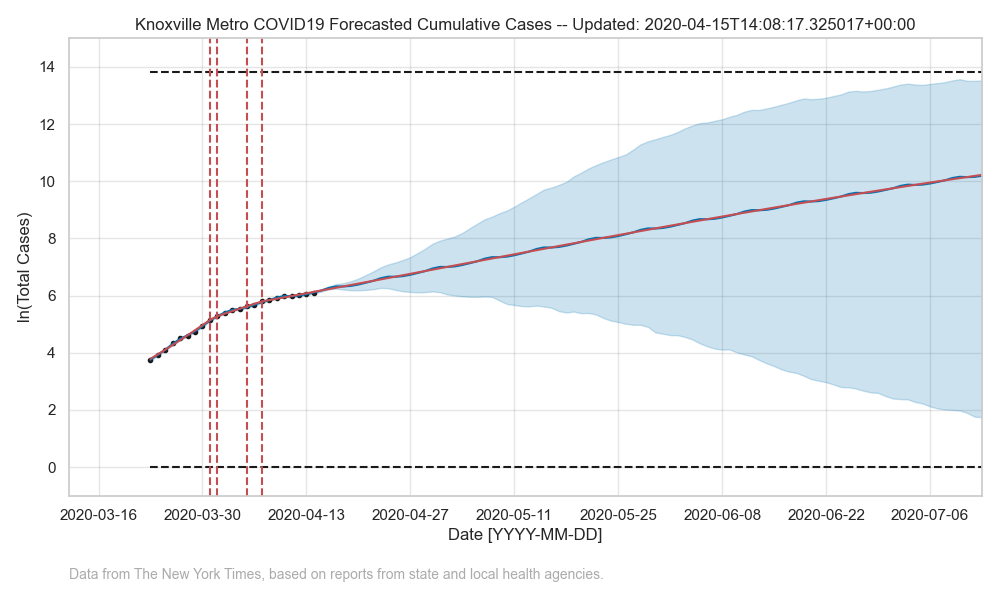 Knoxville Metro COVID19 Forecasted Cumulative Cases -- Updated: 2020-04-15T14:08:17.325017+00:00
ln(Total Cases)
14
12
10
8
6
4
2
0
2020-03-16 2020-03-30 2020-04-13 2020-04-27 2020-05-11 2020-05-25 2020-06-08 2020-06-22 2020-07-06
Date [YYYY-MM-DD]
Data from The New York Times, based on reports from state and local health agencies.